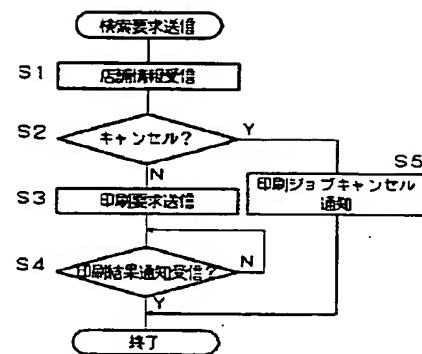 検索要求送信
S1
店舗情報受信
S2
キャンセル?
Y
N
S5
印刷ジョブキャンセル
通知
S3
印刷要求送信
S4
印刷結果通知受信?
N
Y
終了